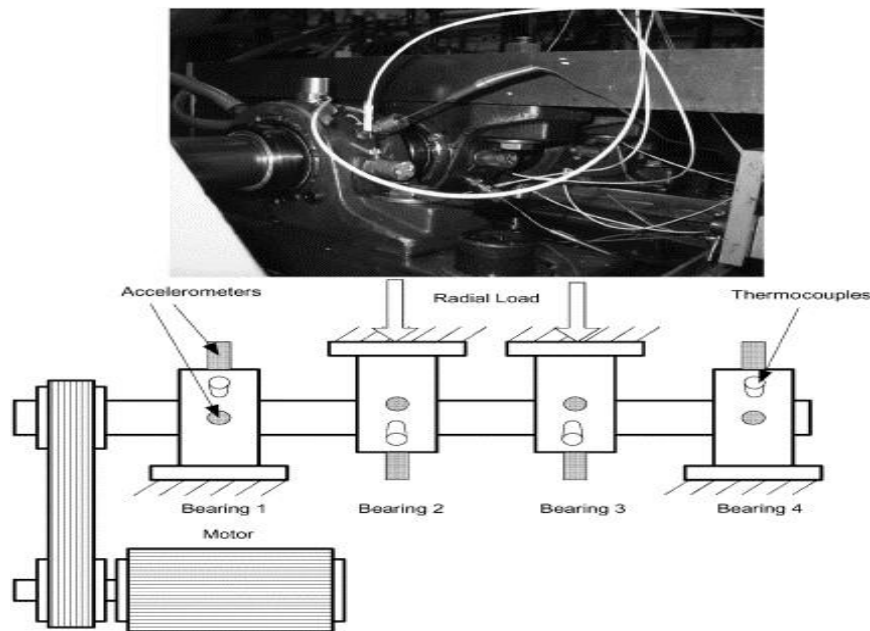 Accelerometers
Radial Load
Thermocouples
Bearing 1
Bearing 2
Bearing 3
Bearing 4
Motor